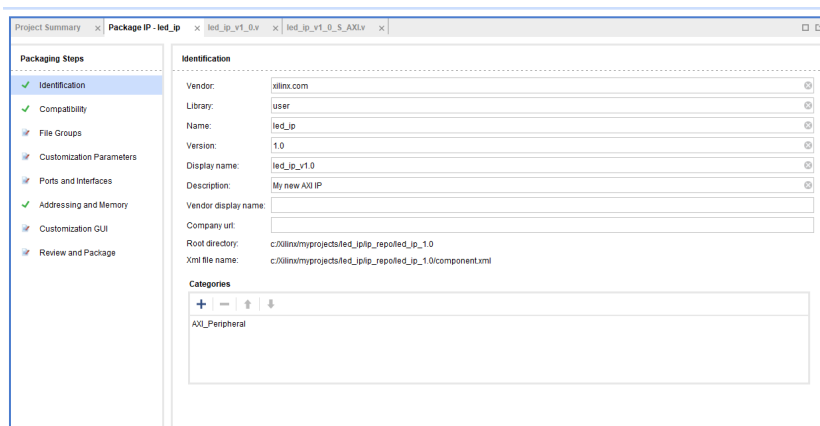 Project Summary × Package IP - led_ip × led_ip_v1_0.v × led_ip_v1_0_S_AXI.v ×
Packaging Steps
Identification
Compatibility
File Groups
Customization Parameters
Ports and Interfaces
Addressing and Memory
Customization GUI
Review and Package
Identification
Vendor: xilinx.com
Library: user
Name: led_ip
Version: 1.0
Display name: led_ip_v1.0
Description: My new AXI IP
Vendor display name:
Company url:
Root directory: c:/Xilinx/myprojects/led_ip/ip_repo/led_ip_1.0
Xml file name: c:/Xilinx/myprojects/led_ip/ip_repo/led_ip_1.0/component.xml
Categories
AXI_Peripheral